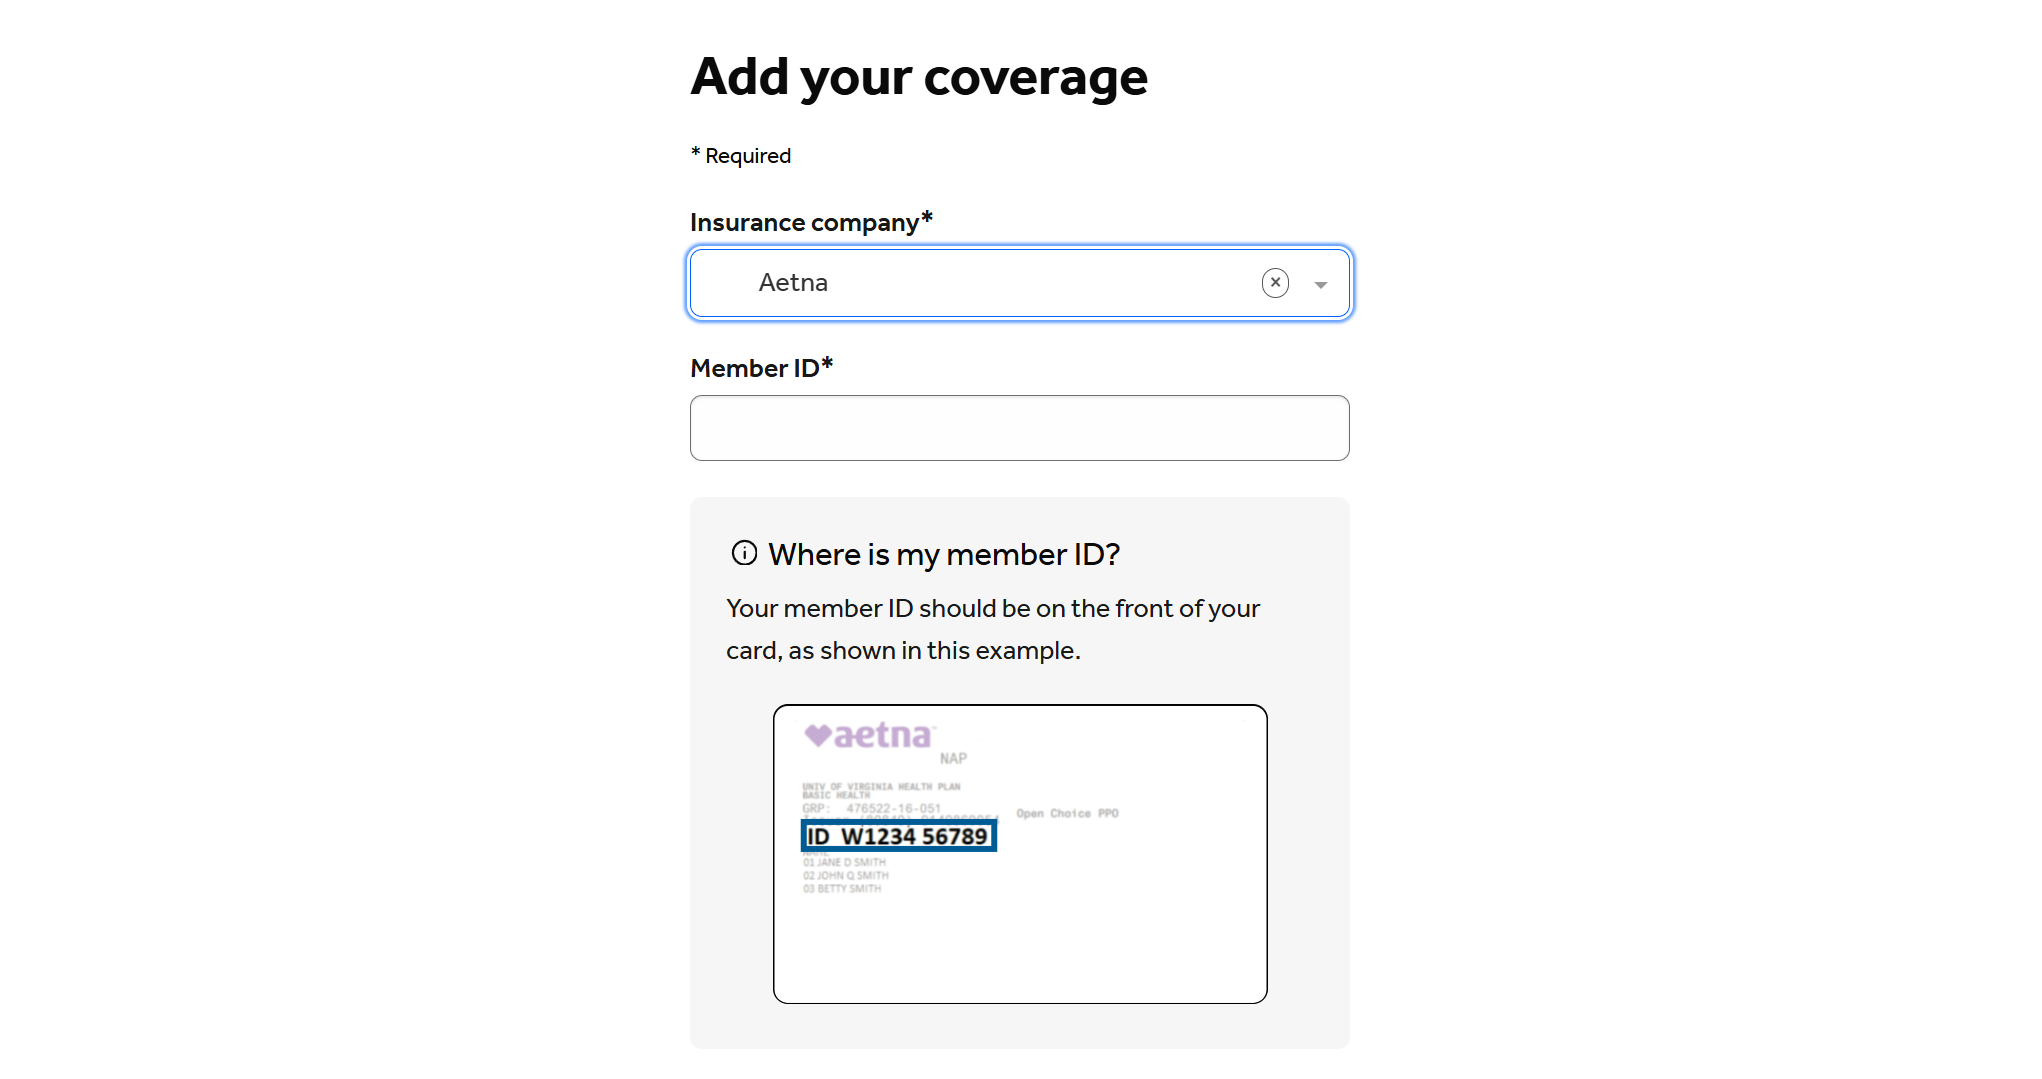 Add your coverage
* Required
Insurance company*
Aetna
Member ID*
Where is my member ID?
Your member ID should be on the front of your
card, as shown in this example.
aetna™
NAP
UNIV OF VIRGINIA HEALTH PLAN
BASIC HEALTH
GRP: 476522-16-051
Open Choice PPO
ID W1234 56789
01 JANE D SMITH
02 JOHN Q SMITH
03 BETTY SMITH